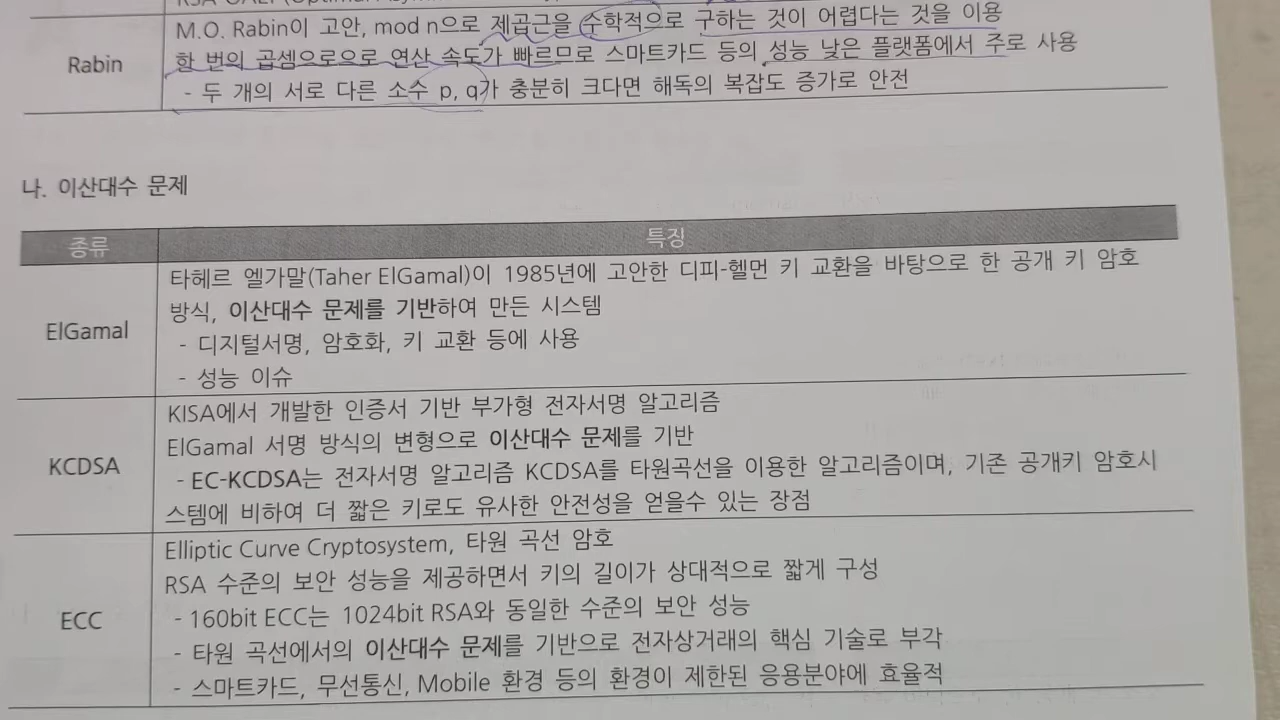 M.O. Rabin이 고안, mod n으로 제곱근을 수학적으로 구하는 것이 어렵다는 것을 이용
Rabin
한 번의 곱셈으로으로 연산 속도가 빠르므로 스마트카드 등의 성능 낮은 플랫폼에서 주로 사용
- 두 개의 서로 다른 소수 p, q가 충분히 크다면 해독의 복잡도 증가로 안전
나. 이산대수 문제
종류 특징
ElGamal
타헤르 엘가말(Taher ElGamal)이 1985년에 고안한 디피-헬먼 키 교환을 바탕으로 한 공개 키 암호
방식, 이산대수 문제를 기반하여 만든 시스템
- 디지털서명, 암호화, 키 교환 등에 사용
- 성능 이슈
KCDSA
KISA에서 개발한 인증서 기반 부가형 전자서명 알고리즘
ElGamal 서명 방식의 변형으로 이산대수 문제를 기반
- EC-KCDSA는 전자서명 알고리즘 KCDSA를 타원곡선을 이용한 알고리즘이며, 기존 공개키 암호시
스템에 비하여 더 짧은 키로도 유사한 안전성을 얻을수 있는 장점
ECC
Elliptic Curve Cryptosystem, 타원 곡선 암호
RSA 수준의 보안 성능을 제공하면서 키의 길이가 상대적으로 짧게 구성
- 160bit ECC는 1024bit RSA와 동일한 수준의 보안 성능
- 타원 곡선에서의 이산대수 문제를 기반으로 전자상거래의 핵심 기술로 부각
- 스마트카드, 무선통신, Mobile 환경 등의 환경이 제한된 응용분야에 효율적